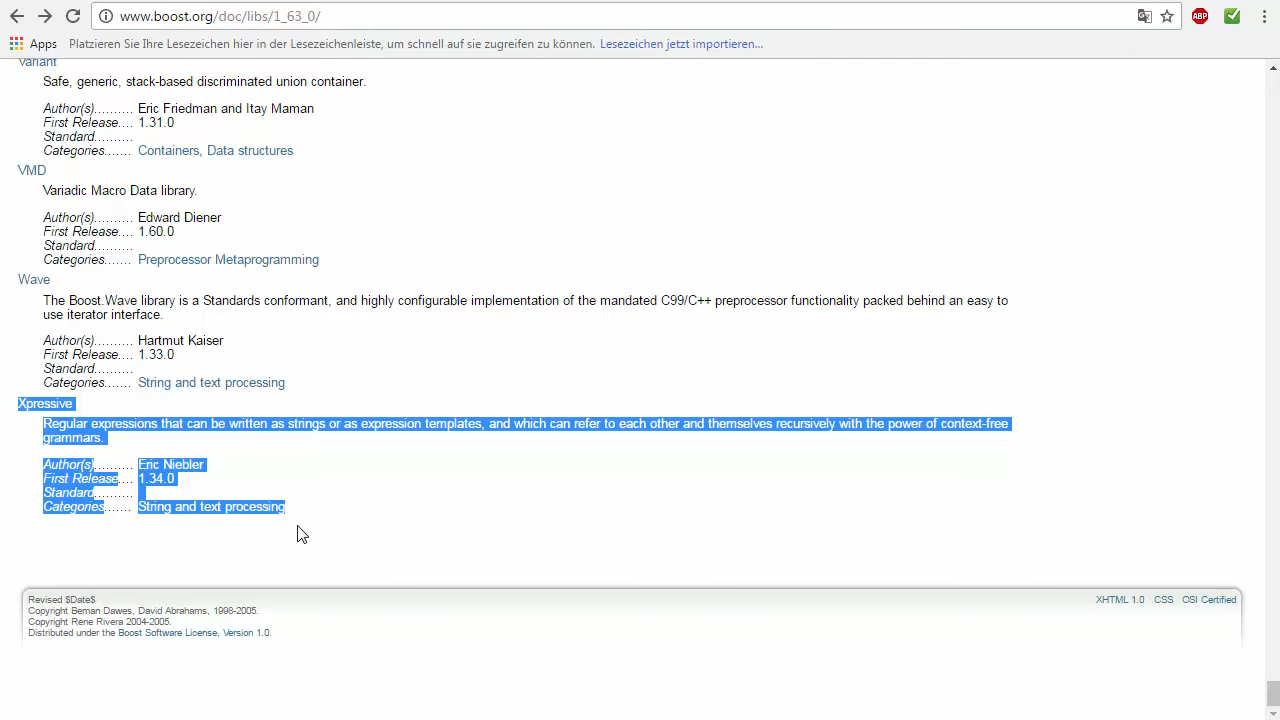 www.boost.org/doc/libs/1_63_0/
ABP
Apps Platzieren Sie Ihre Lesezeichen hier in der Lesezeichenleiste, um schnell auf sie zugreifen zu können. Lesezeichen jetzt importieren...
Variant
Safe, generic, stack-based discriminated union container.
Author(s).......... Eric Friedman and Itay Maman
First Release.... 1.31.0
Standard..........
Categories....... Containers, Data structures
VMD
Variadic Macro Data library.
Author(s).......... Edward Diener
First Release.... 1.60.0
Standard..........
Categories....... Preprocessor Metaprogramming
Wave
The Boost.Wave library is a Standards conformant, and highly configurable implementation of the mandated C99/C++ preprocessor functionality packed behind an easy to
use iterator interface.
Author(s).......... Hartmut Kaiser
First Release.... 1.33.0
Standard..........
Categories....... String and text processing
Xpressive
Regular expressions that can be written as strings or as expression templates, and which can refer to each other and themselves recursively with the power of context-free
grammars.
Author(s).......... Eric Niebler
First Release.... 1.34.0
Standard..........
Categories....... String and text processing
Revised $Date$
XHTML 1.0 CSS OSI Certified
Copyright Beman Dawes, David Abrahams, 1998-2005.
Copyright Rene Rivera 2004-2005.
Distributed under the Boost Software License, Version 1.0.